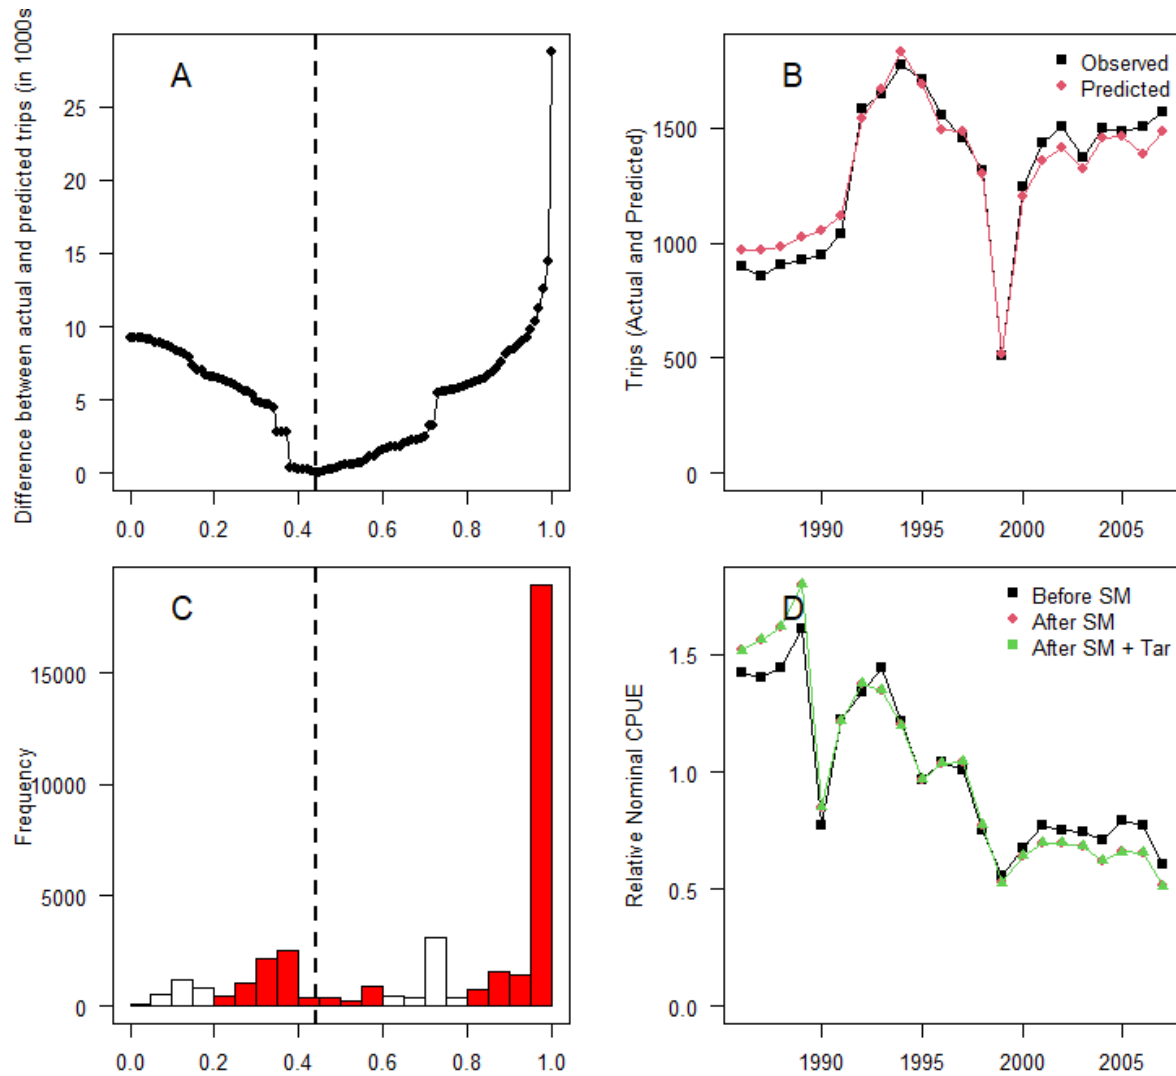 Difference between actual and predicted trips (in 1000s
A
25
20
15
10
5
0
0.0 0.2 0.4 0.6 0.8 1.0
Trips (Actual and Predicted)
B
Observed
Predicted
1500
1000
500
0
1990 1995 2000 2005
Frequency
C
15000
10000
5000
0
0.0 0.2 0.4 0.6 0.8 1.0
Relative Nominal CPUE
D
Before SM
After SM
After SM + Tar
1.5
1.0
0.5
0.0
1990 1995 2000 2005